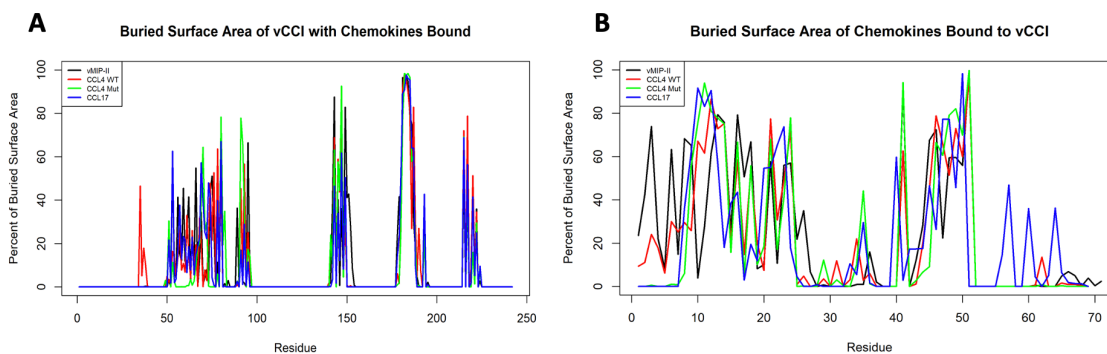 A
Buried Surface Area of vCCI with Chemokines Bound
Percent of Buried Surface Area
100
80
60
40
20
0
vMIP-II
CCL4 WT
CCL4 Mut
CCL17
0 50 100 150 200 250
Residue
B
Buried Surface Area of Chemokines Bound to vCCI
Percent of Buried Surface Area
100
80
60
40
20
0
vMIP-II
CCL4 WT
CCL4 Mut
CCL17
0 10 20 30 40 50 60 70
Residue